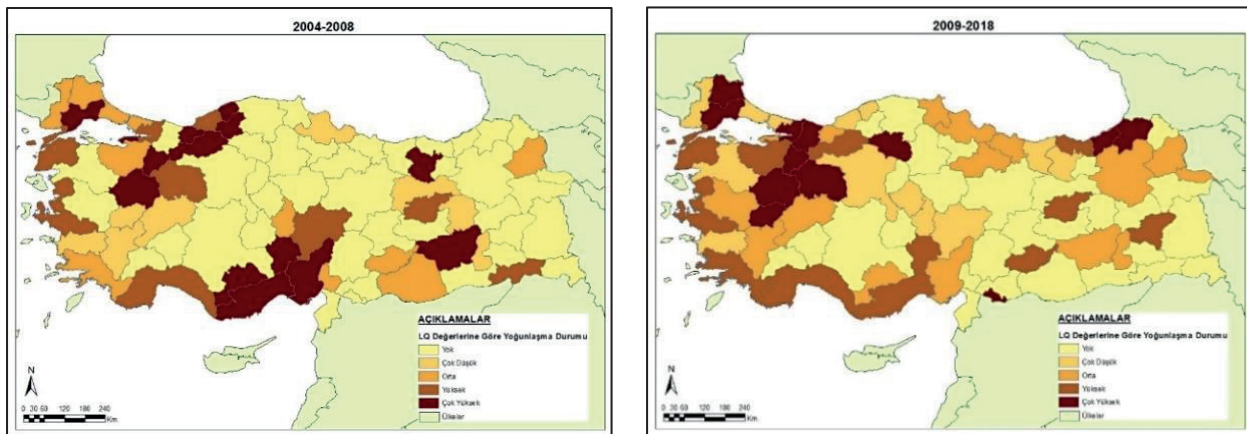 2004-2008
AÇIKLAMALAR
LQ Değerlerine Göre Yoğunlaşma Durumu
Yok
Çok Düşük
Orta
Yüksek
Çok Yüksek
Ülkeler
N
0 30 60 120 180 240
Km
2009-2018
AÇIKLAMALAR
LQ Değerlerine Göre Yoğunlaşma Durumu
Yok
Çok Düşük
Orta
Yüksek
Çok Yüksek
Ülkeler
N
0 30 60 120 180 240
Km